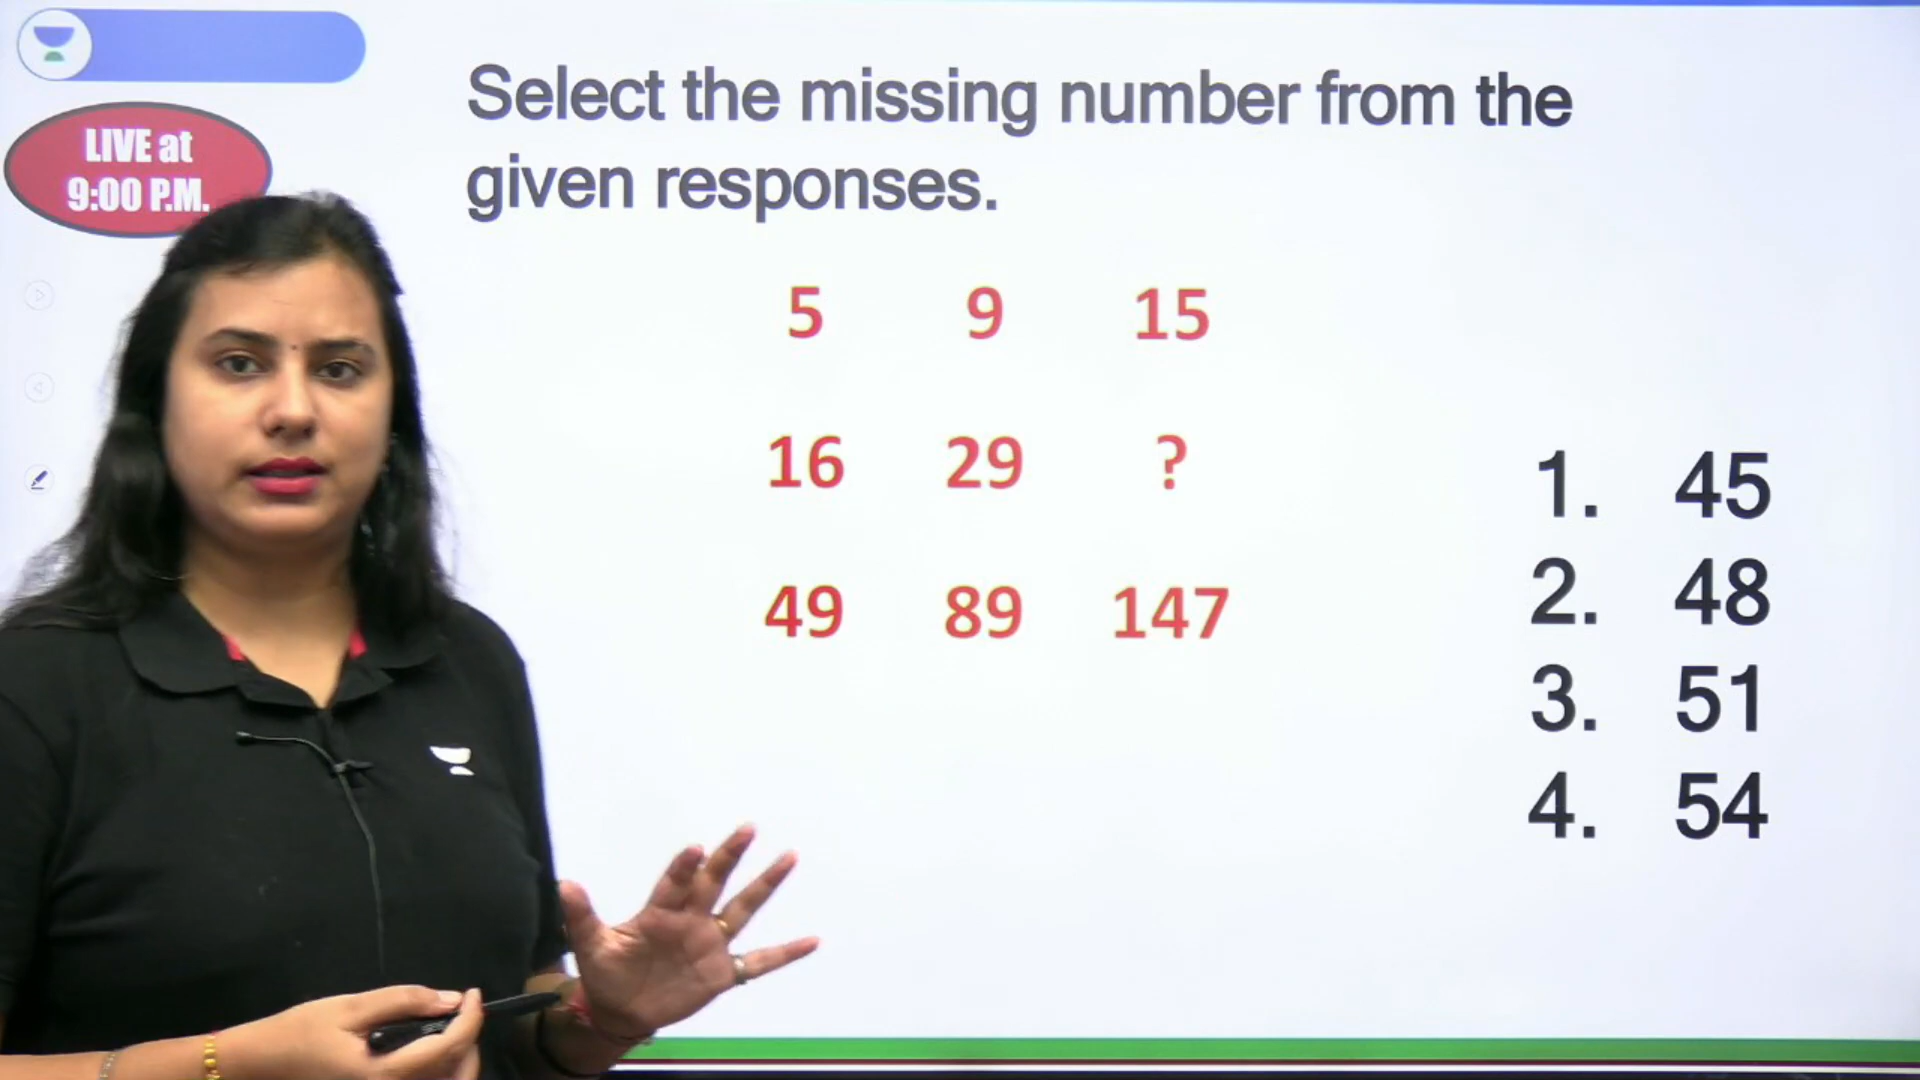 LIVE at
9:00 P.M.
Select the missing number from the
given responses.
5 9 15
16 29 ?
49 89 147
1. 45
2. 48
3. 51
4. 54